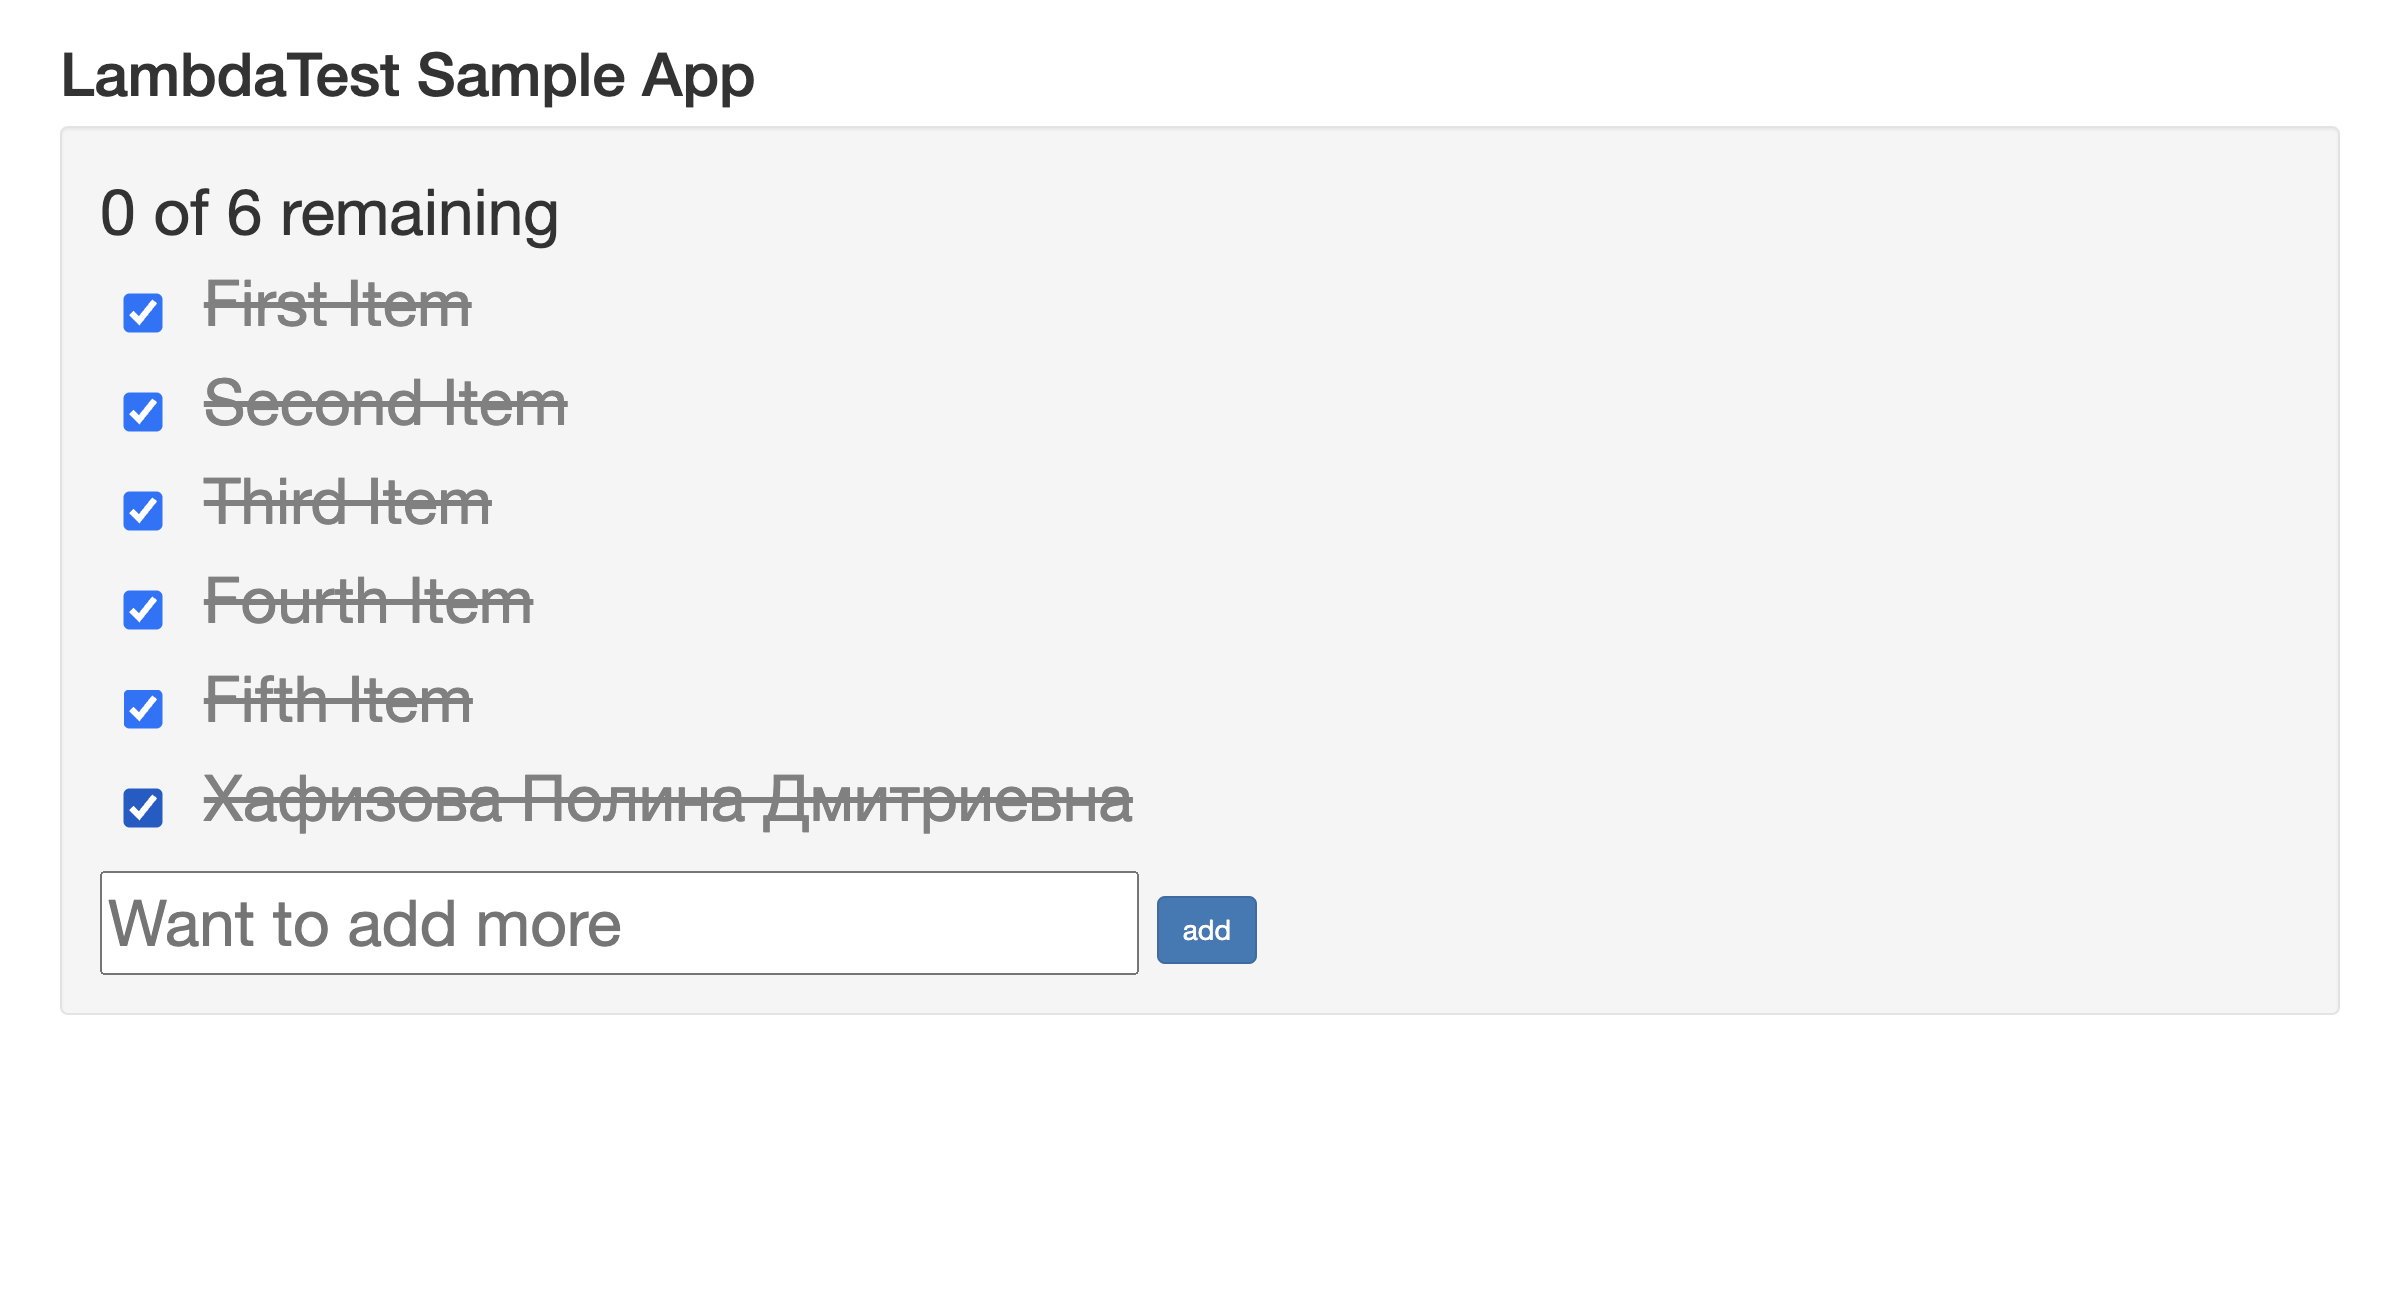 LambdaTest Sample App
0 of 6 remaining
First Item
Second Item
Third Item
Fourth Item
Fifth Item
Хафизова Полина Дмитриевна
Want to add more
add